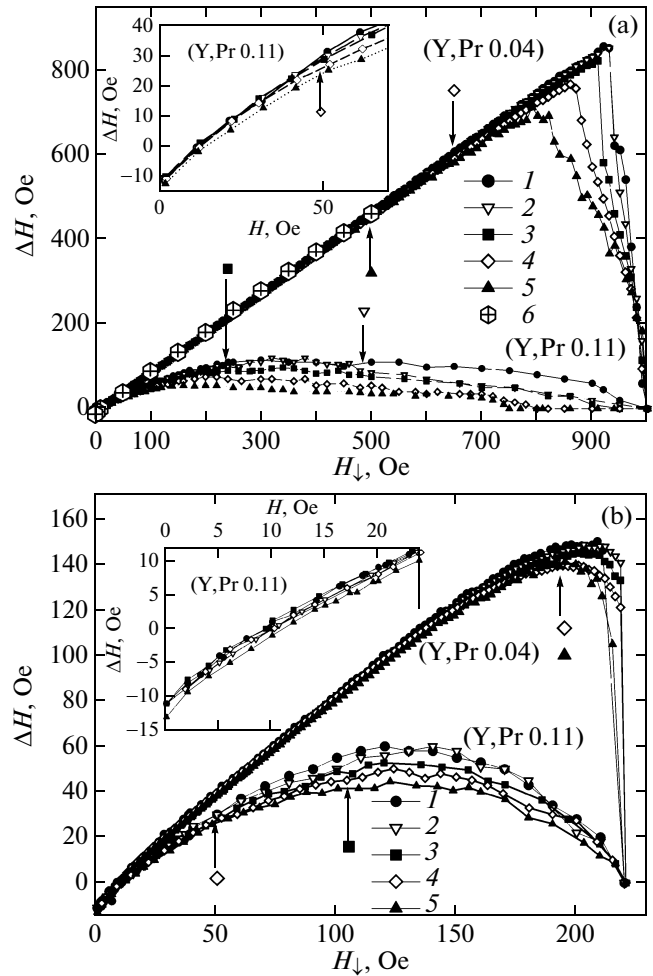 (a)
(Y,Pr 0.04)
ΔH, Oe
800
600
400
200
0
0 100 300 500 700 900
H↓, Oe
1
2
3
4
5
6
(Y,Pr 0.11)
(Y,Pr 0.11)
ΔH, Oe
40
30
20
10
0
−10
50
H, Oe
(b)
ΔH, Oe
160
140
120
100
80
60
40
20
0
0 50 100 150 200
H↓, Oe
H, Oe
0 5 10 15 20
ΔH, Oe
10
5
0
−5
−10
−15
(Y,Pr 0.11)
(Y,Pr 0.04)
(Y,Pr 0.11)
1
2
3
4
5